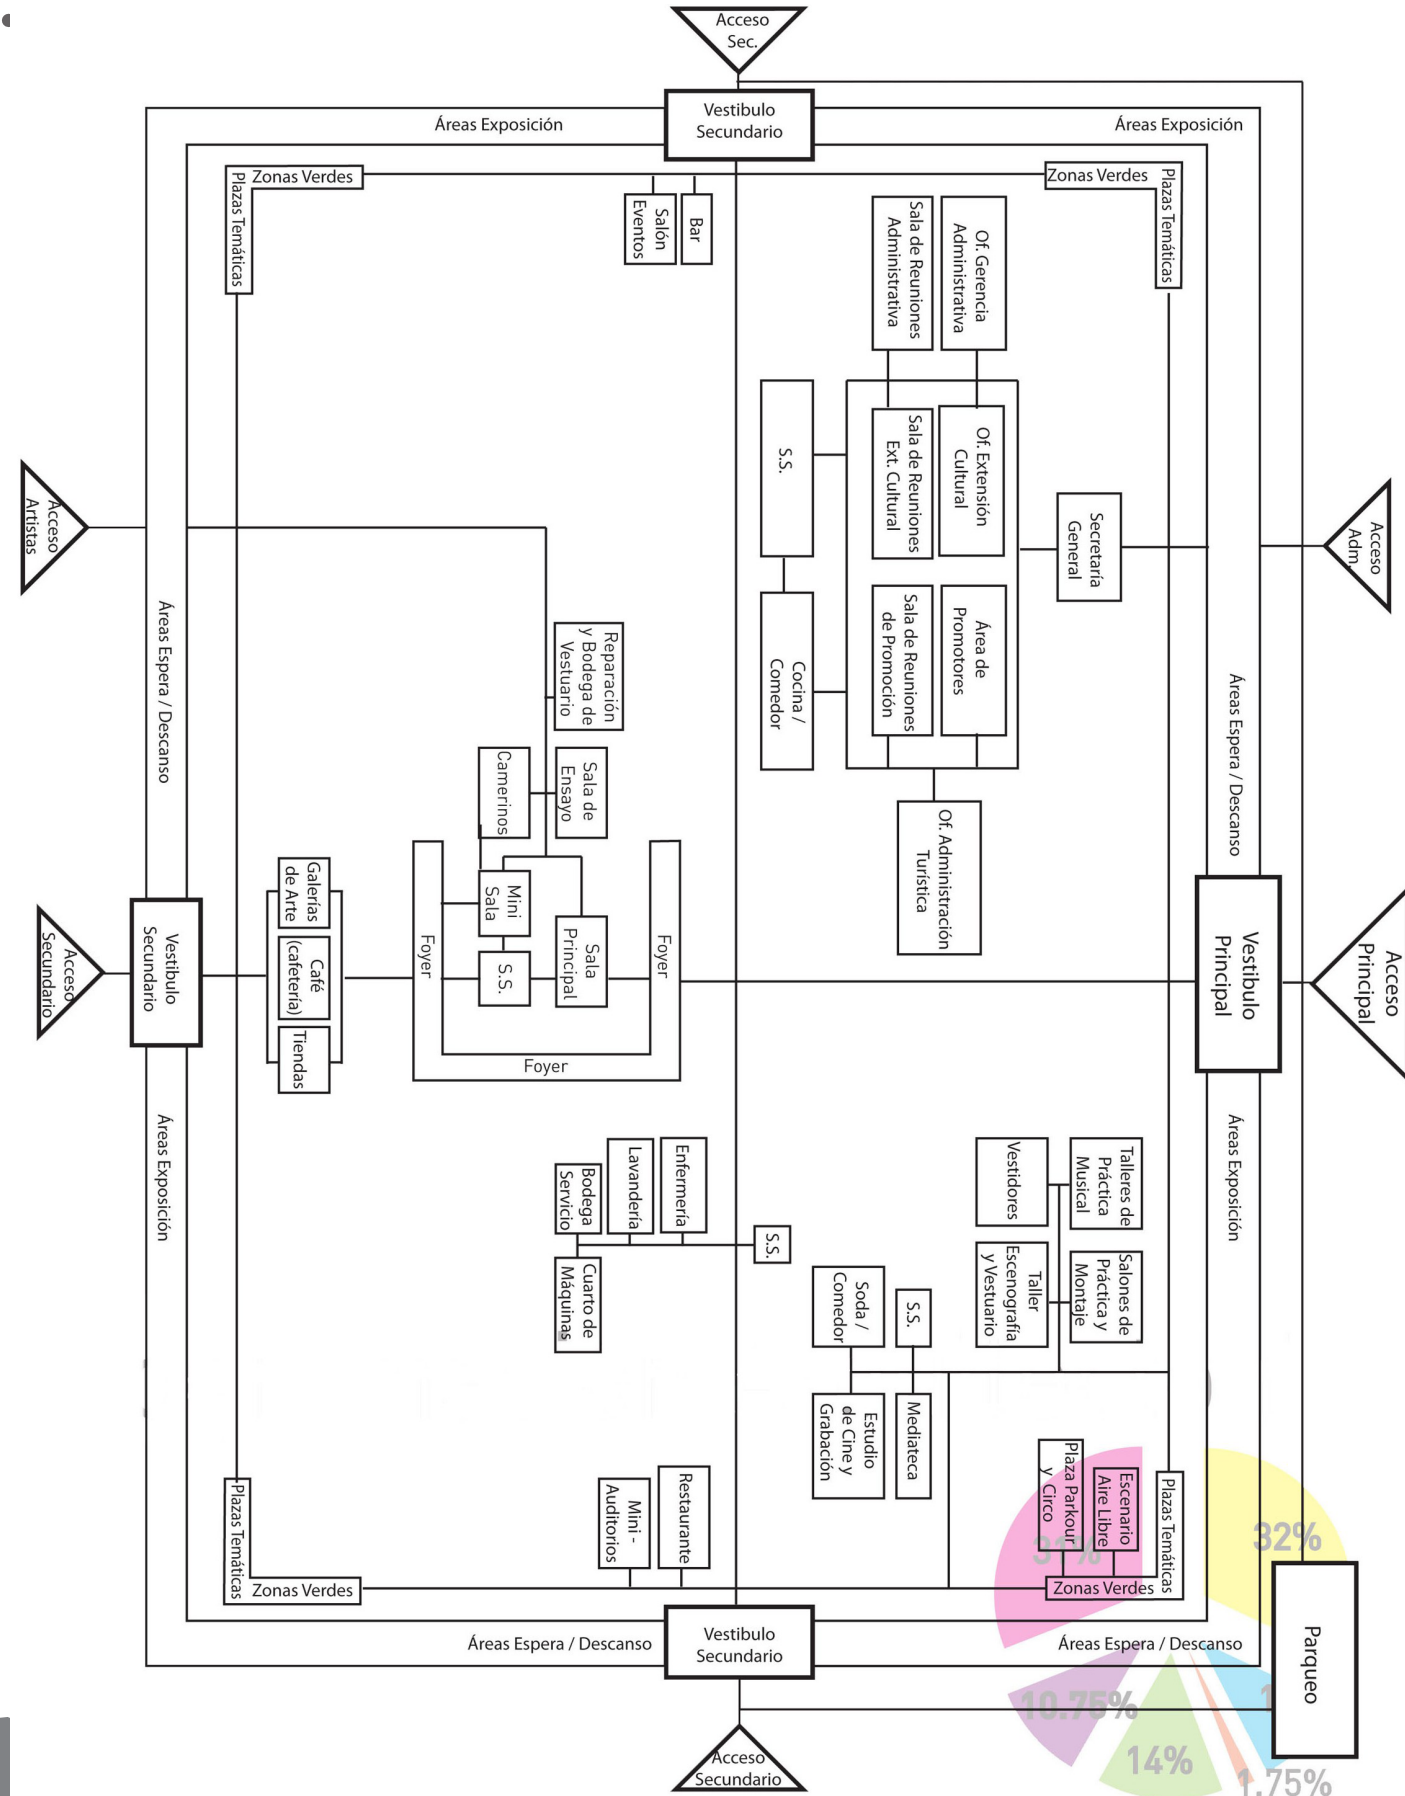 Acceso
Sec.
Vestibulo
Secundario
Áreas Exposición
Áreas Exposición
Zonas Verdes
Plazas Temáticas
Zonas Verdes
Plazas Temáticas
Salón
Eventos
Bar
Sala de Reuniones
Administrativa
Of. Gerencia
Administrativa
S.S.
Sala de Reuniones
Ext. Cultural
Of. Extensión
Cultural
Secretaría
General
Acceso
Adm.
Acceso
Artistas
Áreas Espera / Descanso
Reparación
y Bodega de
Vestuario
Cocina /
Comedor
Sala de Reuniones
de Promoción
Área de
Promotores
Áreas Espera / Descanso
Camerinos
Sala de
Ensayo
Of. Administración
Turística
Galerías
de Arte
Café
(cafetería)
Tiendas
Foyer
Mini
Sala
S.S.
Sala
Principal
Foyer
Foyer
Vestibulo
Principal
Acceso
Principal
Acceso
Secundario
Vestibulo
Secundario
Áreas Exposición
Áreas Exposición
Bodega
Servicio
Lavandería
Enfermería
S.S.
Cuarto de
Máquinas
Vestidores
Talleres de
Práctica
Musical
Taller
Escenografía
y Vestuario
Salones de
Práctica y
Montaje
Soda /
Comedor
S.S.
Estudio
de Cine y
Grabación
Mediateca
Plaza Parkour
y Circo
Escenario
Aire Libre
Plazas Temáticas
Zonas Verdes
31%
32%
Mini -
Auditorios
Restaurante
Plazas Temáticas
Zonas Verdes
Áreas Espera / Descanso
Vestibulo
Secundario
Áreas Espera / Descanso
Parqueo
10.75%
14%
1.75%
Acceso
Secundario